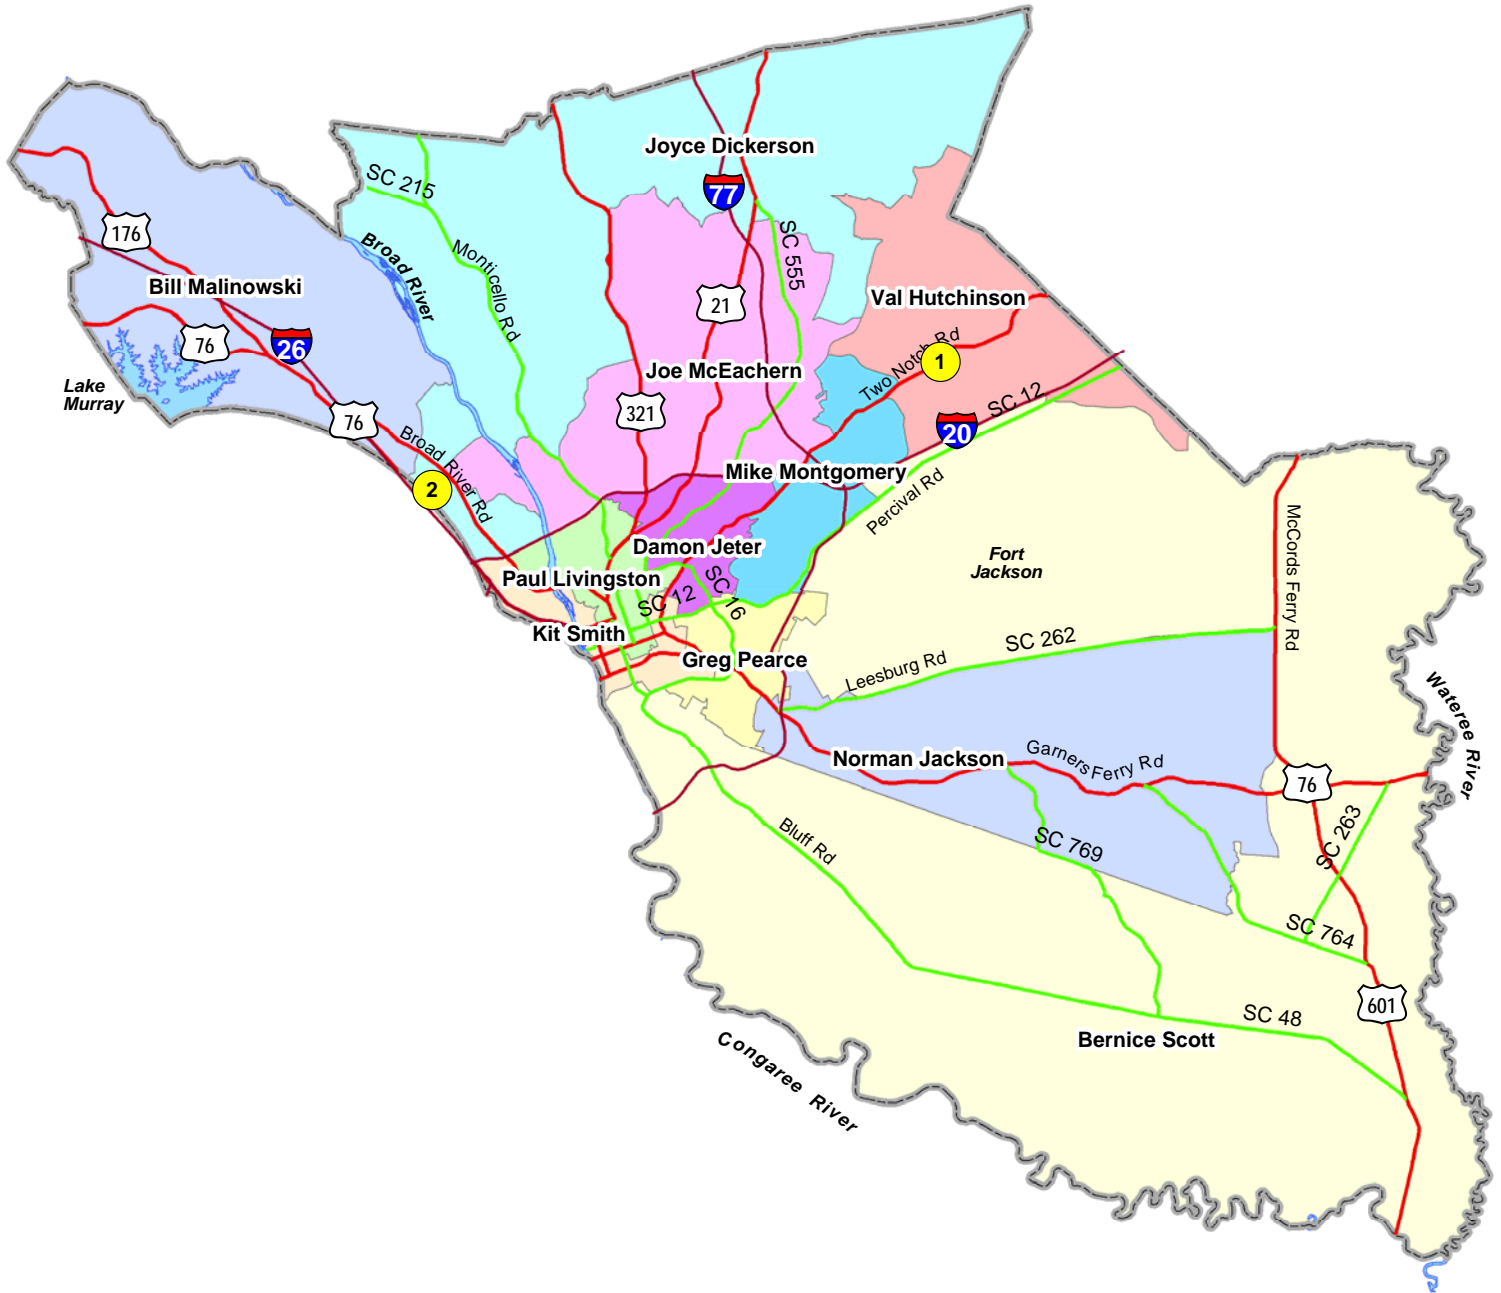 Joyce Dickerson
77
SC 215
176
Broad River
SC 555
Monticello Rd
Bill Malinowski
Val Hutchinson
21
76
26
Two Notch Rd
1
Joe McEachern
Lake
Murray
321
76
SC 12
20
Broad River Rd
Mike Montgomery
2
Percival Rd
McCords Ferry Rd
Damon Jeter
Fort
Jackson
Paul Livingston
SC 16
SC 12
Kit Smith
SC 262
Greg Pearce
Leesburg Rd
Wateree River
Norman Jackson
Garners Ferry Rd
76
SC 263
Bluff Rd
SC 769
SC 764
601
SC 48
Bernice Scott
Congaree River